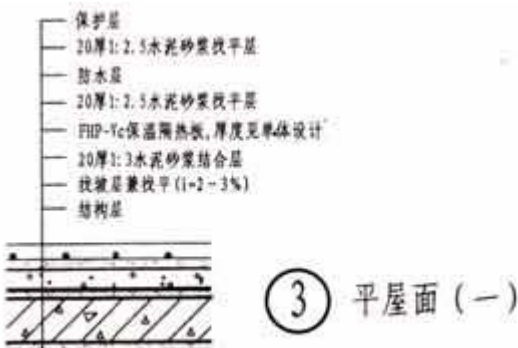 保护层
20厚1:2.5水泥砂浆找平层
防水层
20厚1:2.5水泥砂浆找平层
FHP-Vc保温隔热板,厚度见单体设计
20厚1:3水泥砂浆结合层
找坡层兼找平(i=2-3%)
结构层
3 平屋面(一)